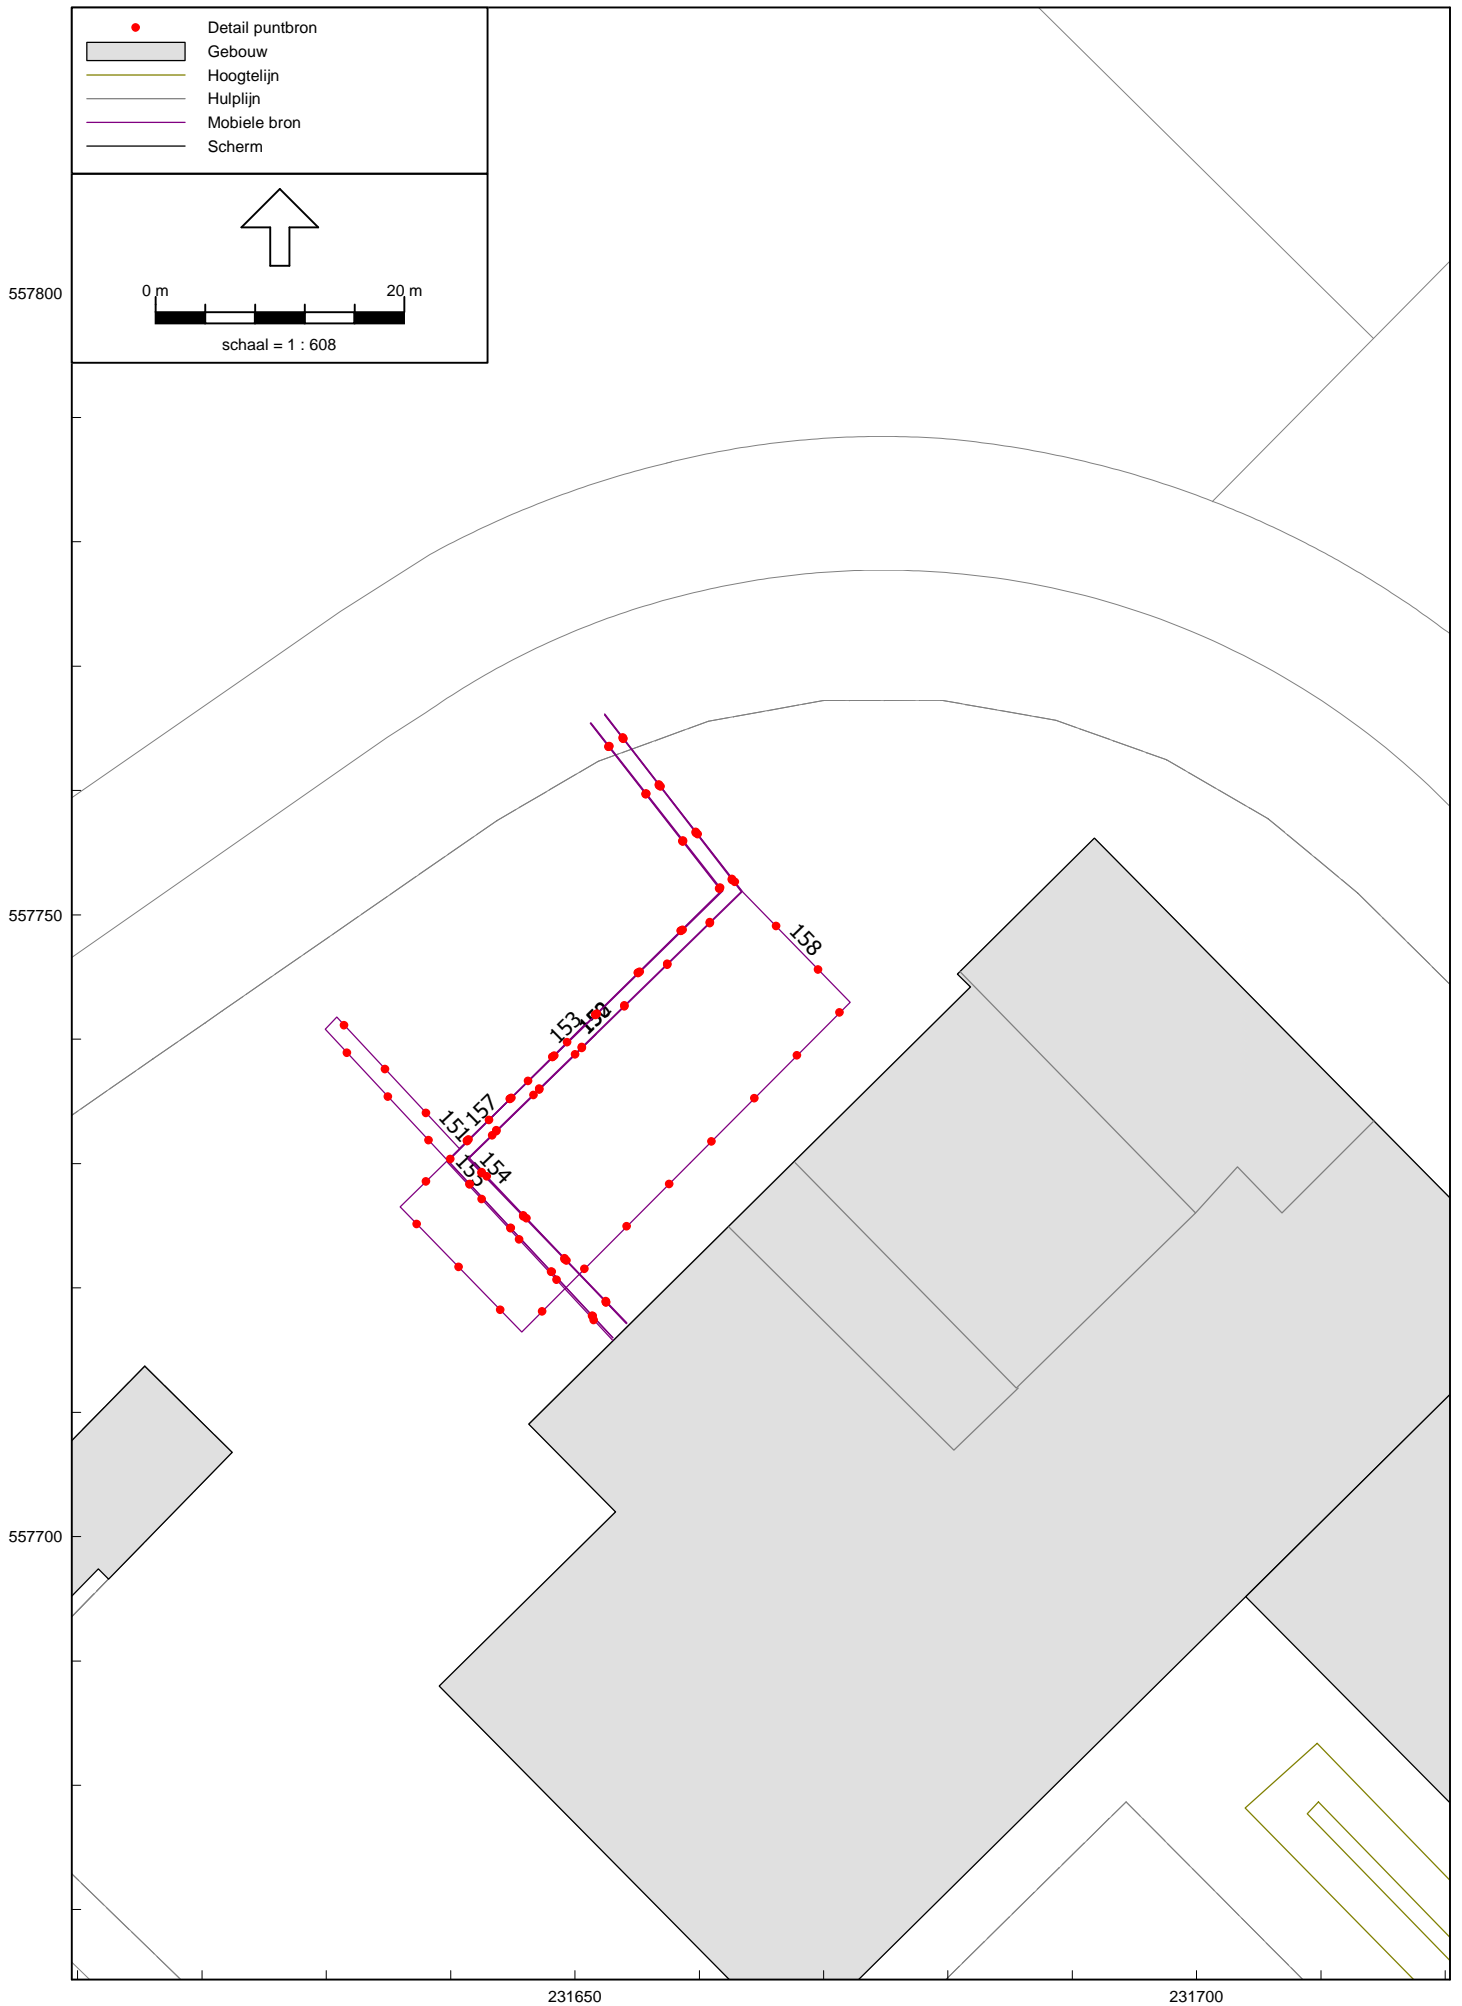 Detail puntbron
Gebouw
Hoogtelijn
Hulplijn
Mobiele bron
Scherm
0 m
20 m
schaal = 1 : 608
557800
557750
557700
158
153
157
151
154
231650
231700